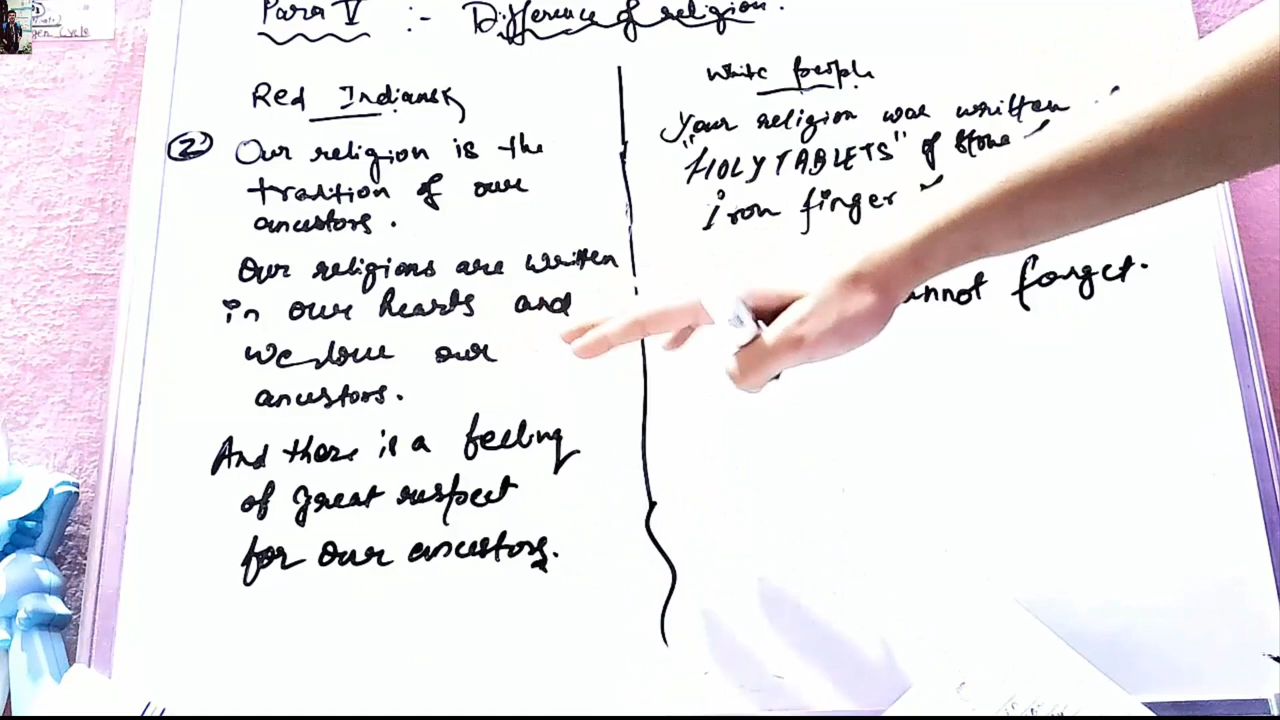 Para V :- Difference of religion.
Red Indians
② Our religion is the
tradition of our
ancestors.
Our religions are written
in our hearts and
we love our
ancestors.
And there is a feeling
of great respect
for our ancestors.
White people
Your religion was written
"HOLY TABLETS" of stone
iron finger
annot forget.